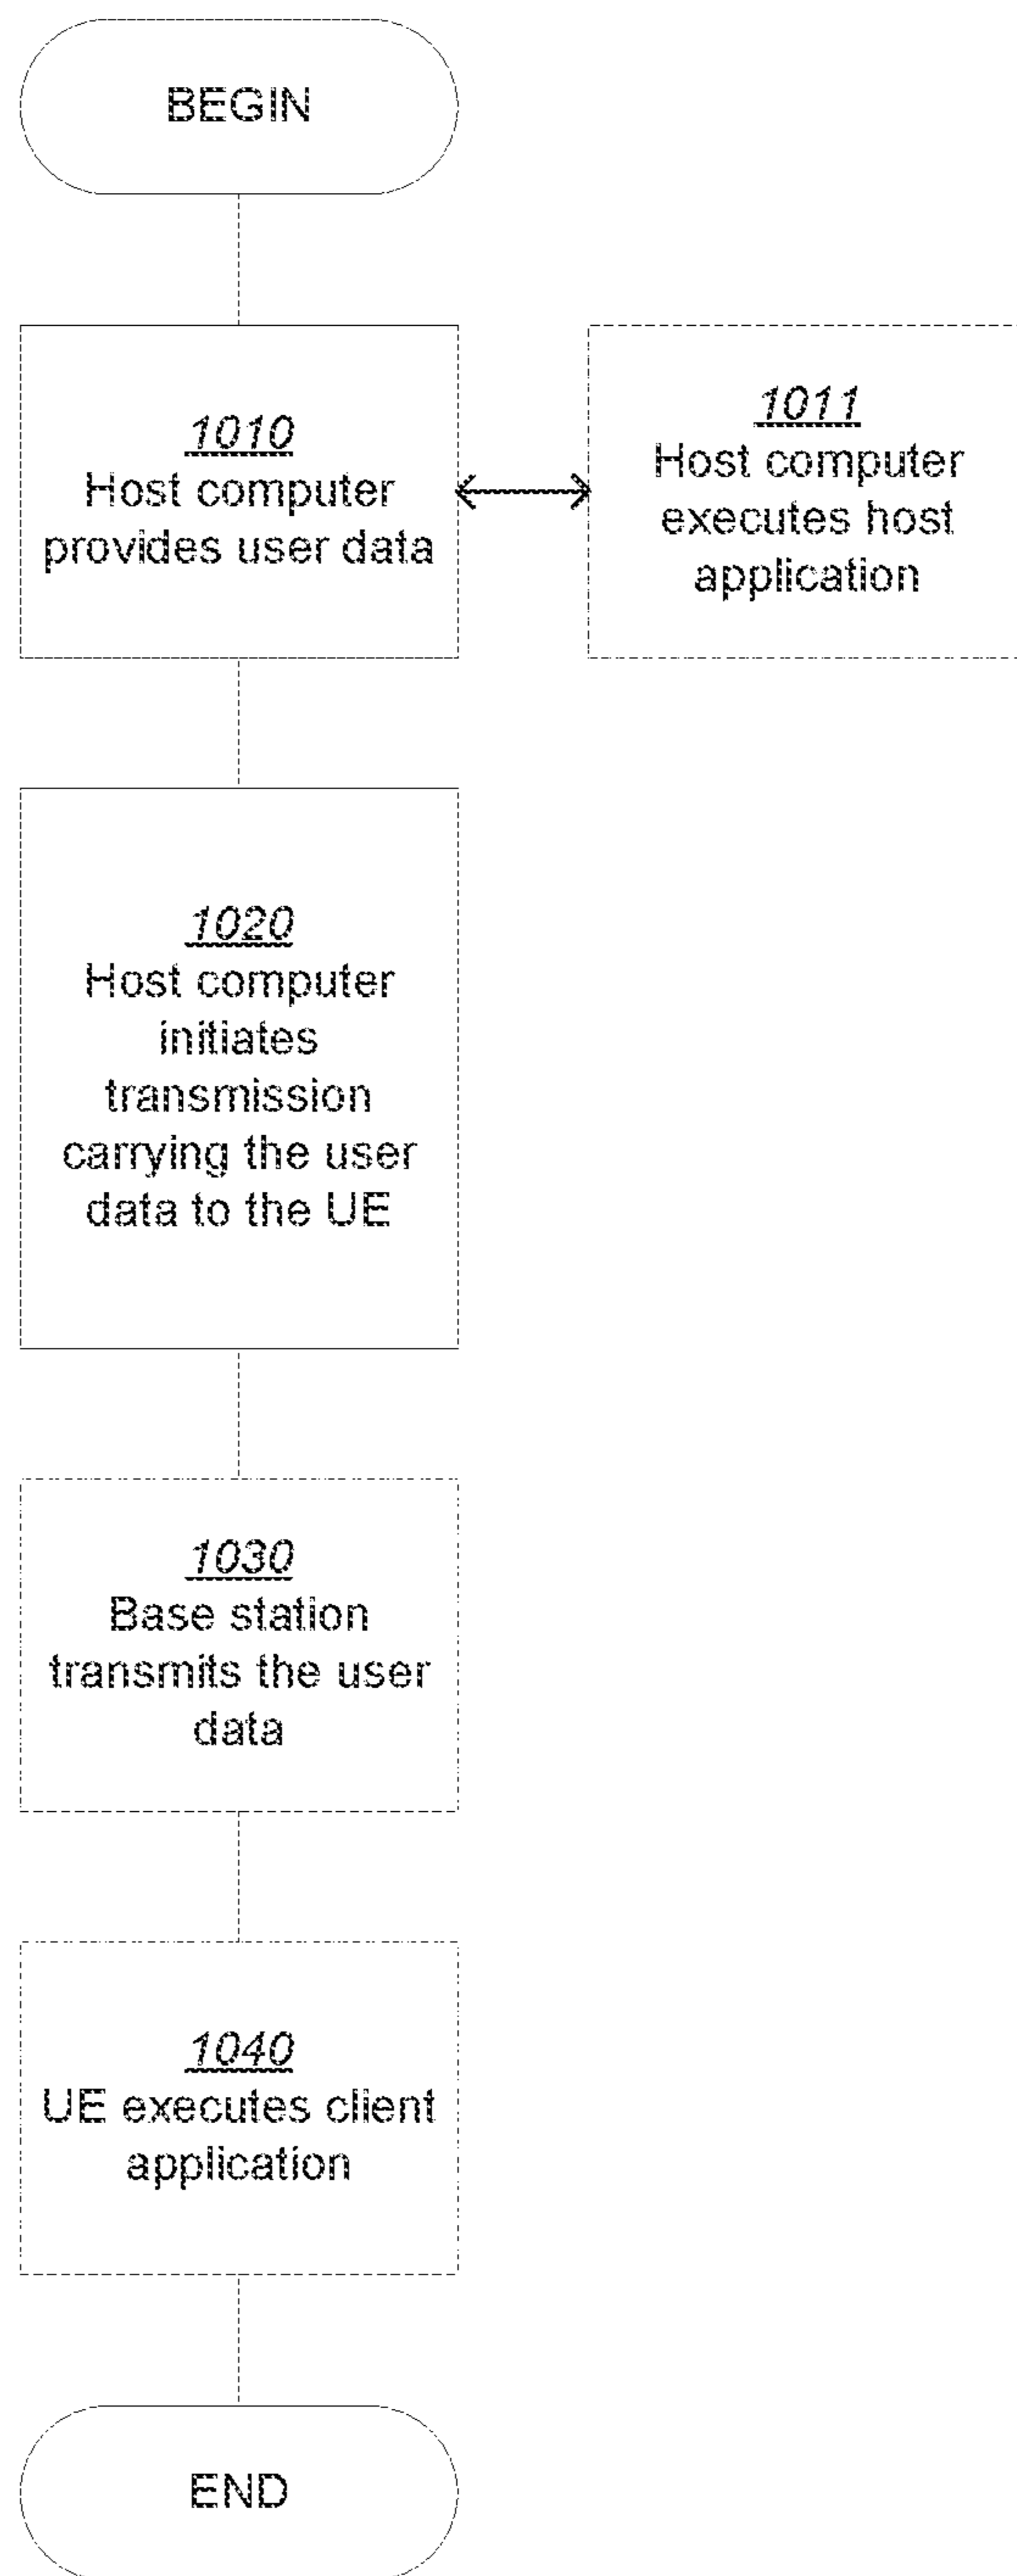 BEGIN
1010
Host computer
provides user data
1011
Host computer
executes host
application
1020
Host computer
initiates
transmission
carrying the user
data to the UE
1030
Base station
transmits the user
data
1040
UE executes client
application
END